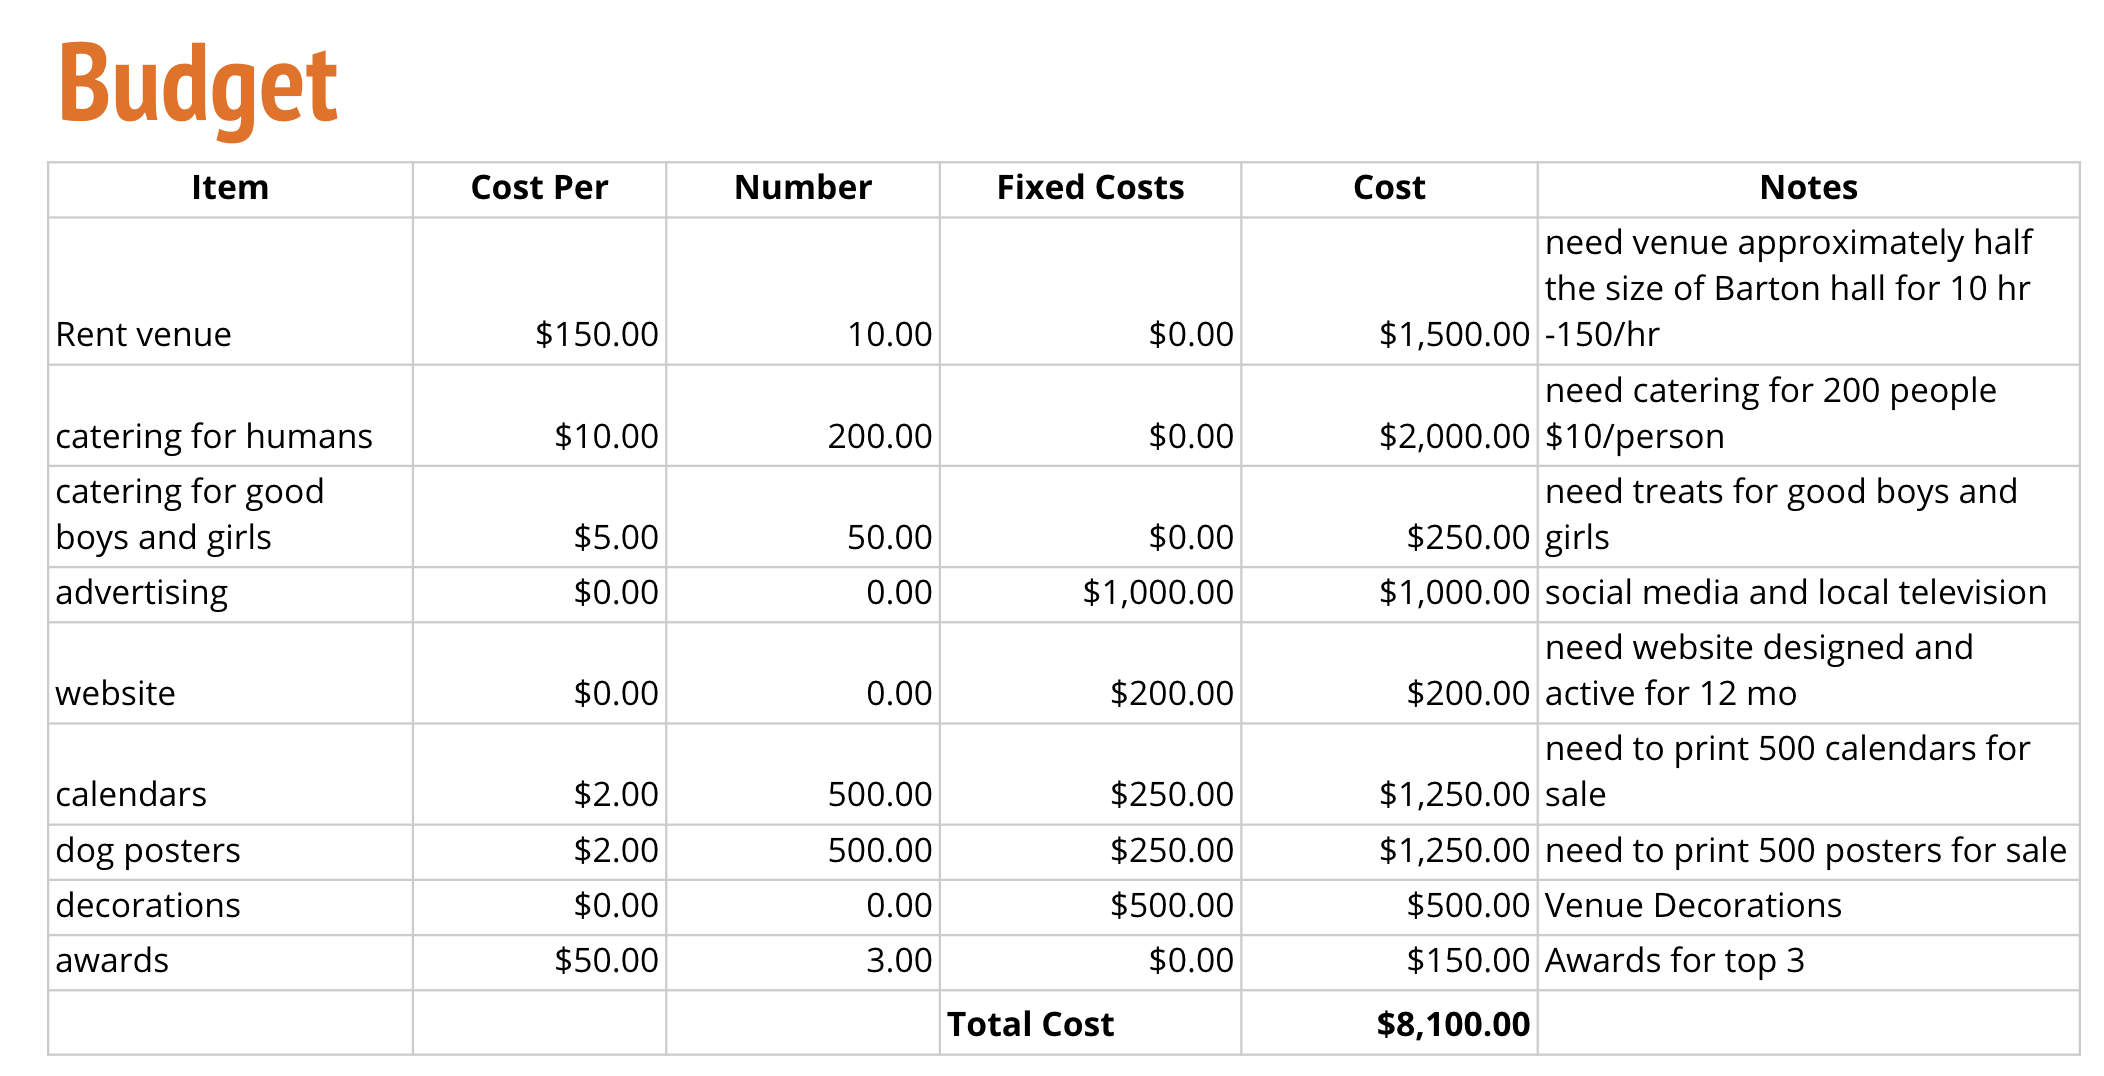 Budget
Item Cost Per Number Fixed Costs Cost Notes
need venue approximately half
the size of Barton hall for 10 hr
Rent venue $150.00 10.00 $0.00 $1,500.00 -150/hr
need catering for 200 people
catering for humans $10.00 200.00 $0.00 $2,000.00 $10/person
catering for good need treats for good boys and
boys and girls $5.00 50.00 $0.00 $250.00 girls
advertising $0.00 0.00 $1,000.00 $1,000.00 social media and local television
need website designed and
website $0.00 0.00 $200.00 $200.00 active for 12 mo
need to print 500 calendars for
calendars $2.00 500.00 $250.00 $1,250.00 sale
dog posters $2.00 500.00 $250.00 $1,250.00 need to print 500 posters for sale
decorations $0.00 0.00 $500.00 $500.00 Venue Decorations
awards $50.00 3.00 $0.00 $150.00 Awards for top 3
Total Cost $8,100.00